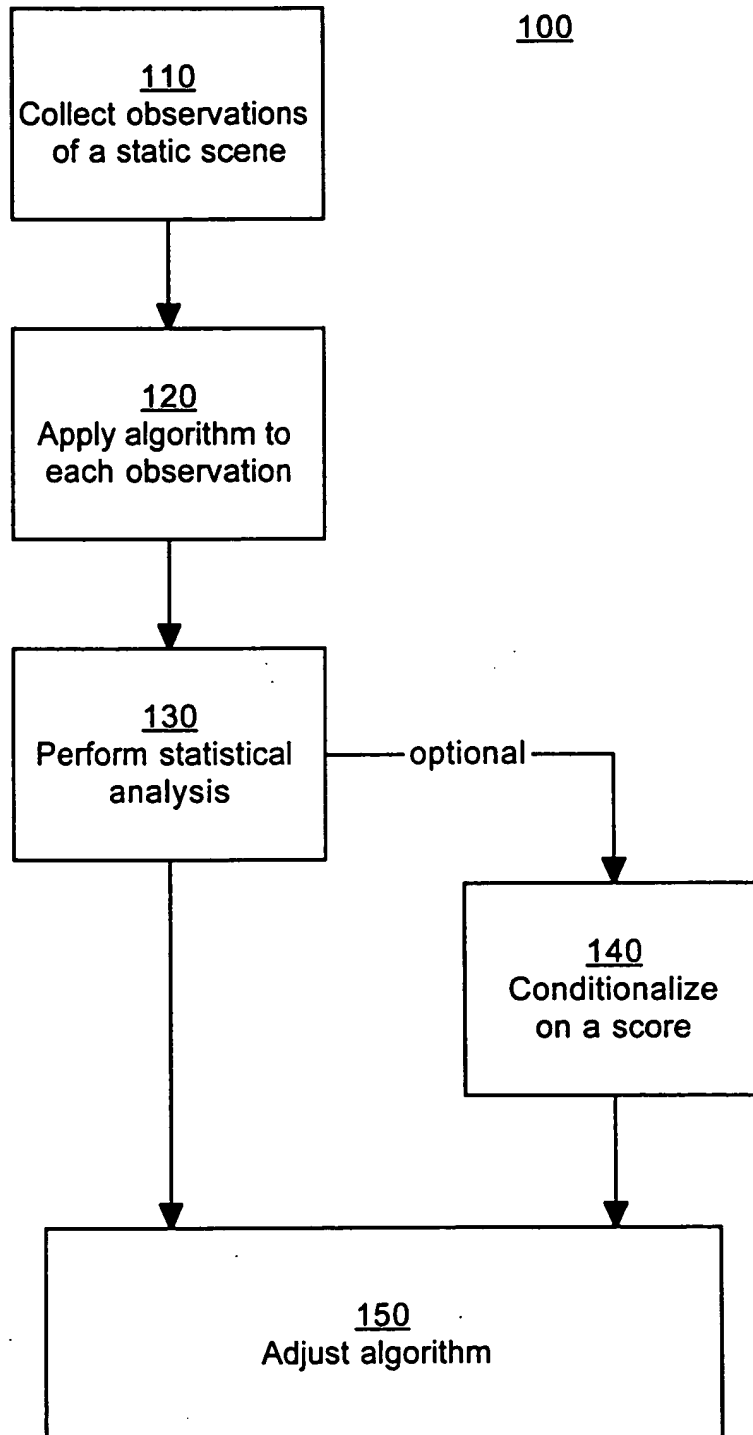 100
110
Collect observations
of a static scene
120
Apply algorithm to
each observation
130
Perform statistical
analysis
optional
140
Conditionalize
on a score
150
Adjust algorithm